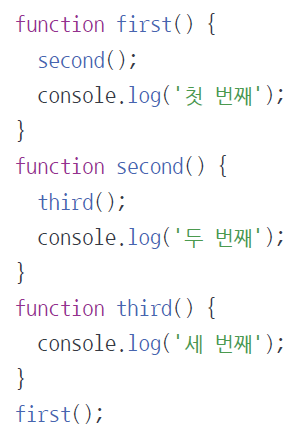 function first() {
  second();
  console.log('첫 번째');
}
function second() {
  third();
  console.log('두 번째');
}
function third() {
  console.log('세 번째');
}
first();